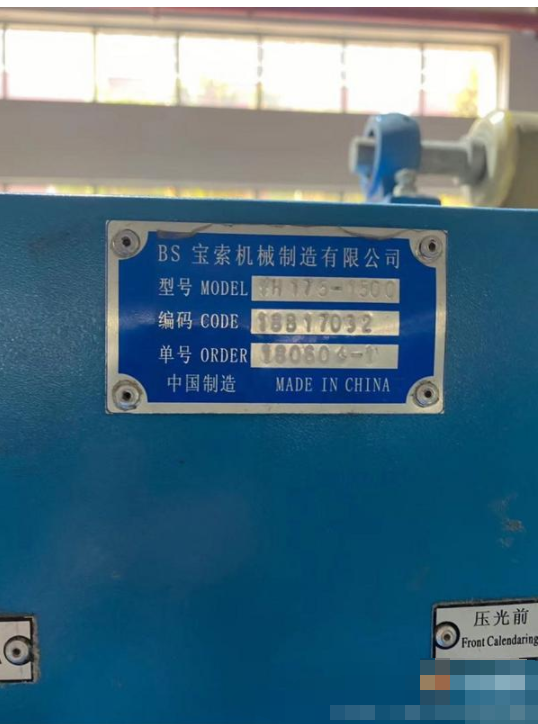 BS 宝索机械制造有限公司
型号 MODEL
编码 CODE 18B17032
单号 ORDER
中国制造 MADE IN CHINA
压光前
Front Calendaring